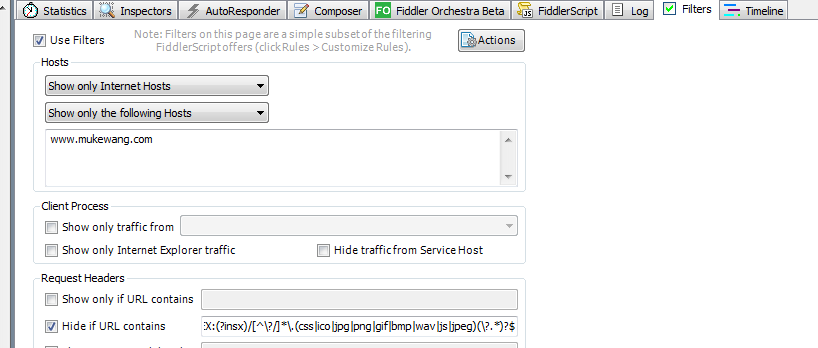 Statistics Inspectors AutoResponder Composer FO Fiddler Orchestra Beta JS FiddlerScript Log Filters Timeline
Use Filters
Note: Filters on this page are a simple subset of the filtering
FiddlerScript offers (click Rules > Customize Rules).
Actions
Hosts
Show only Internet Hosts
Show only the following Hosts
www.mukewang.com
Client Process
Show only traffic from
Show only Internet Explorer traffic Hide traffic from Service Host
Request Headers
Show only if URL contains
Hide if URL contains X:(?insx)/[^\?/]*\.(css|ico|jpg|png|gif|bmp|wav|js|jpeg)(\?.*)?$